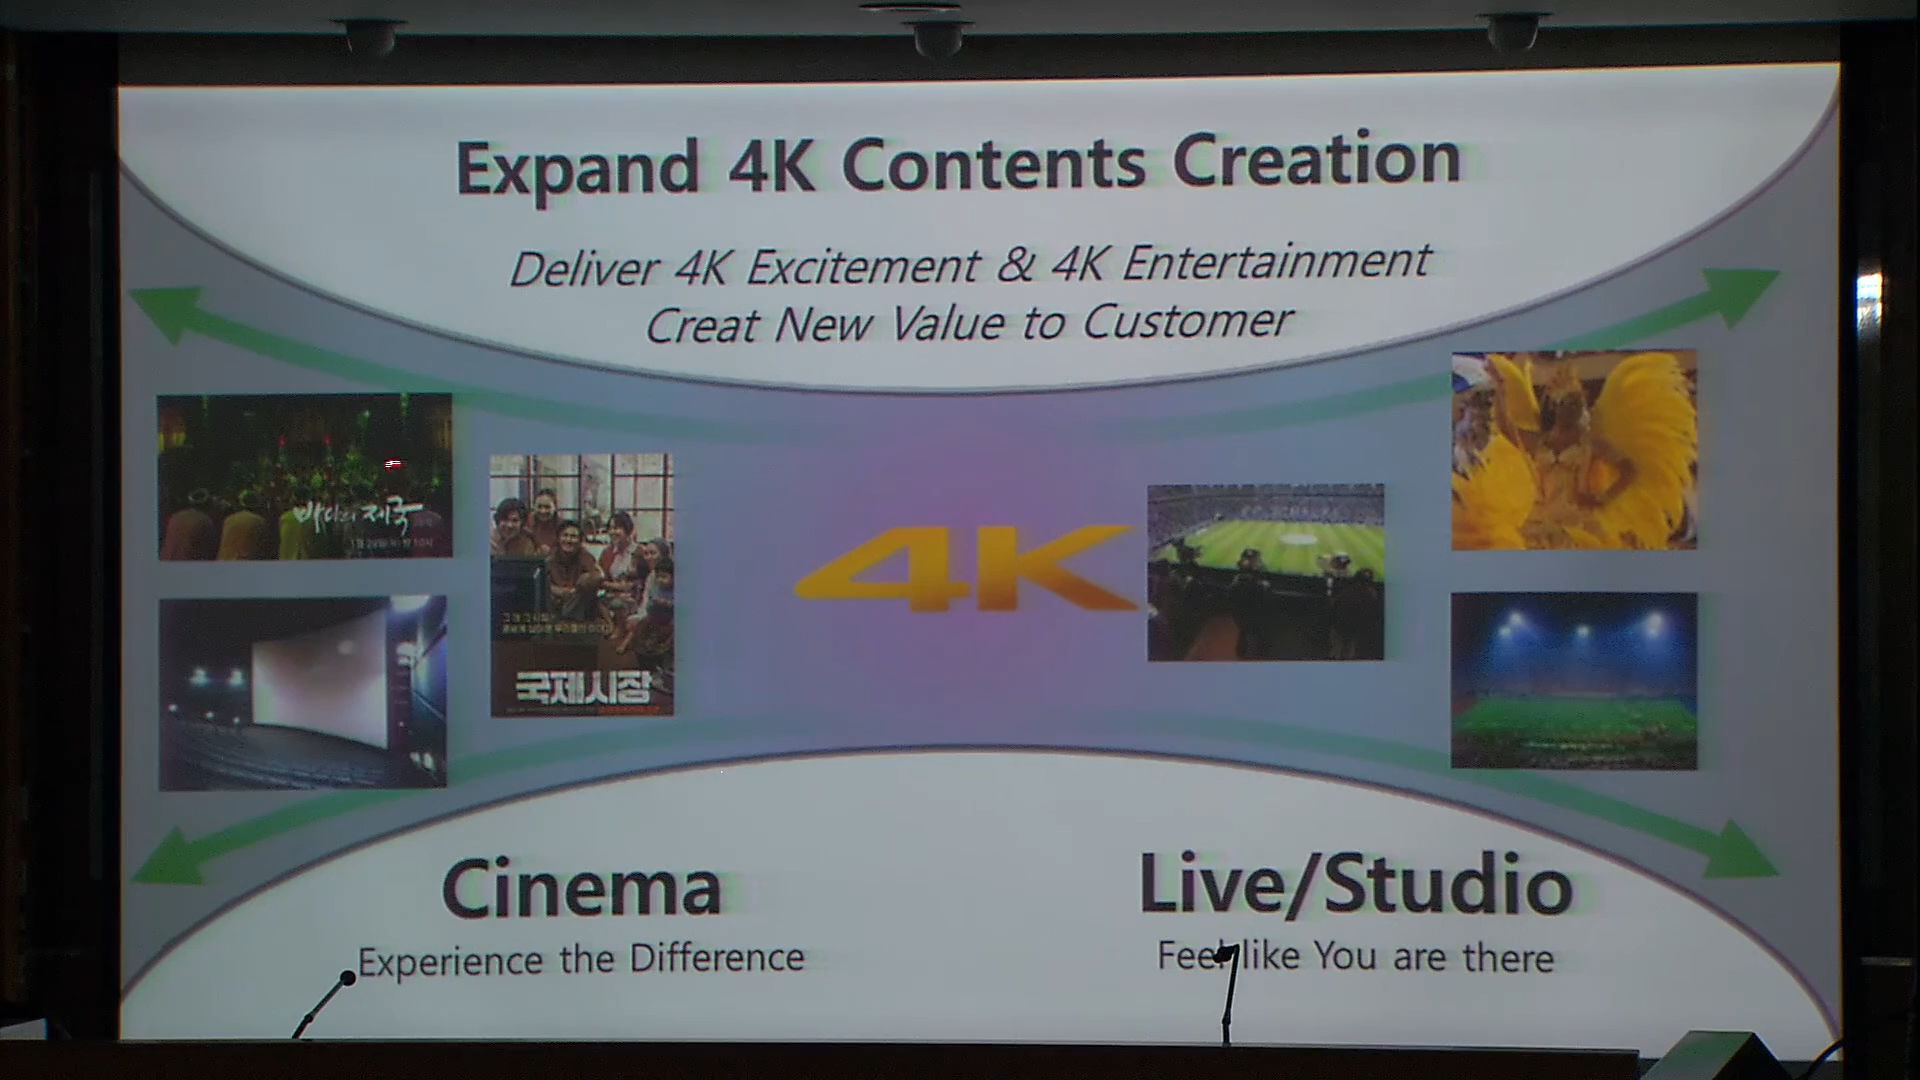 Expand 4K Contents Creation
Deliver 4K Excitement & 4K Entertainment
Creat New Value to Customer
바다의 제국
국제시장
4K
Cinema
Experience the Difference
Live/Studio
Feel like You are there